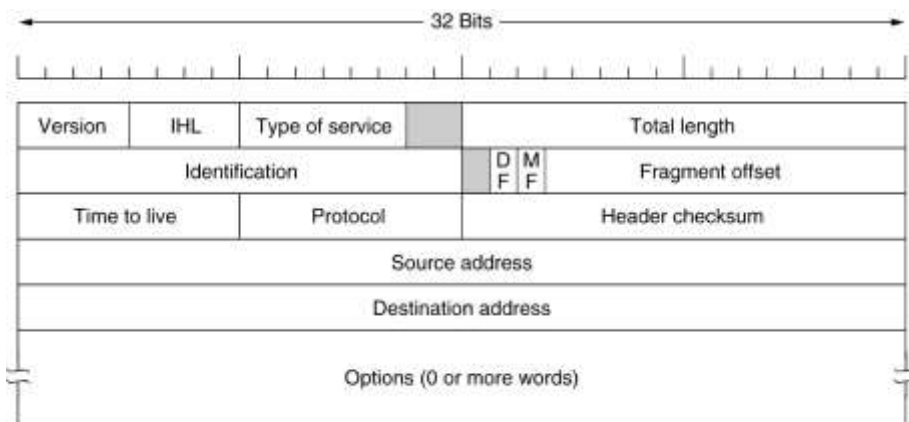 32 Bits
Version IHL Type of service Total length
Identification D F M F Fragment offset
Time to live Protocol Header checksum
Source address
Destination address
Options (0 or more words)